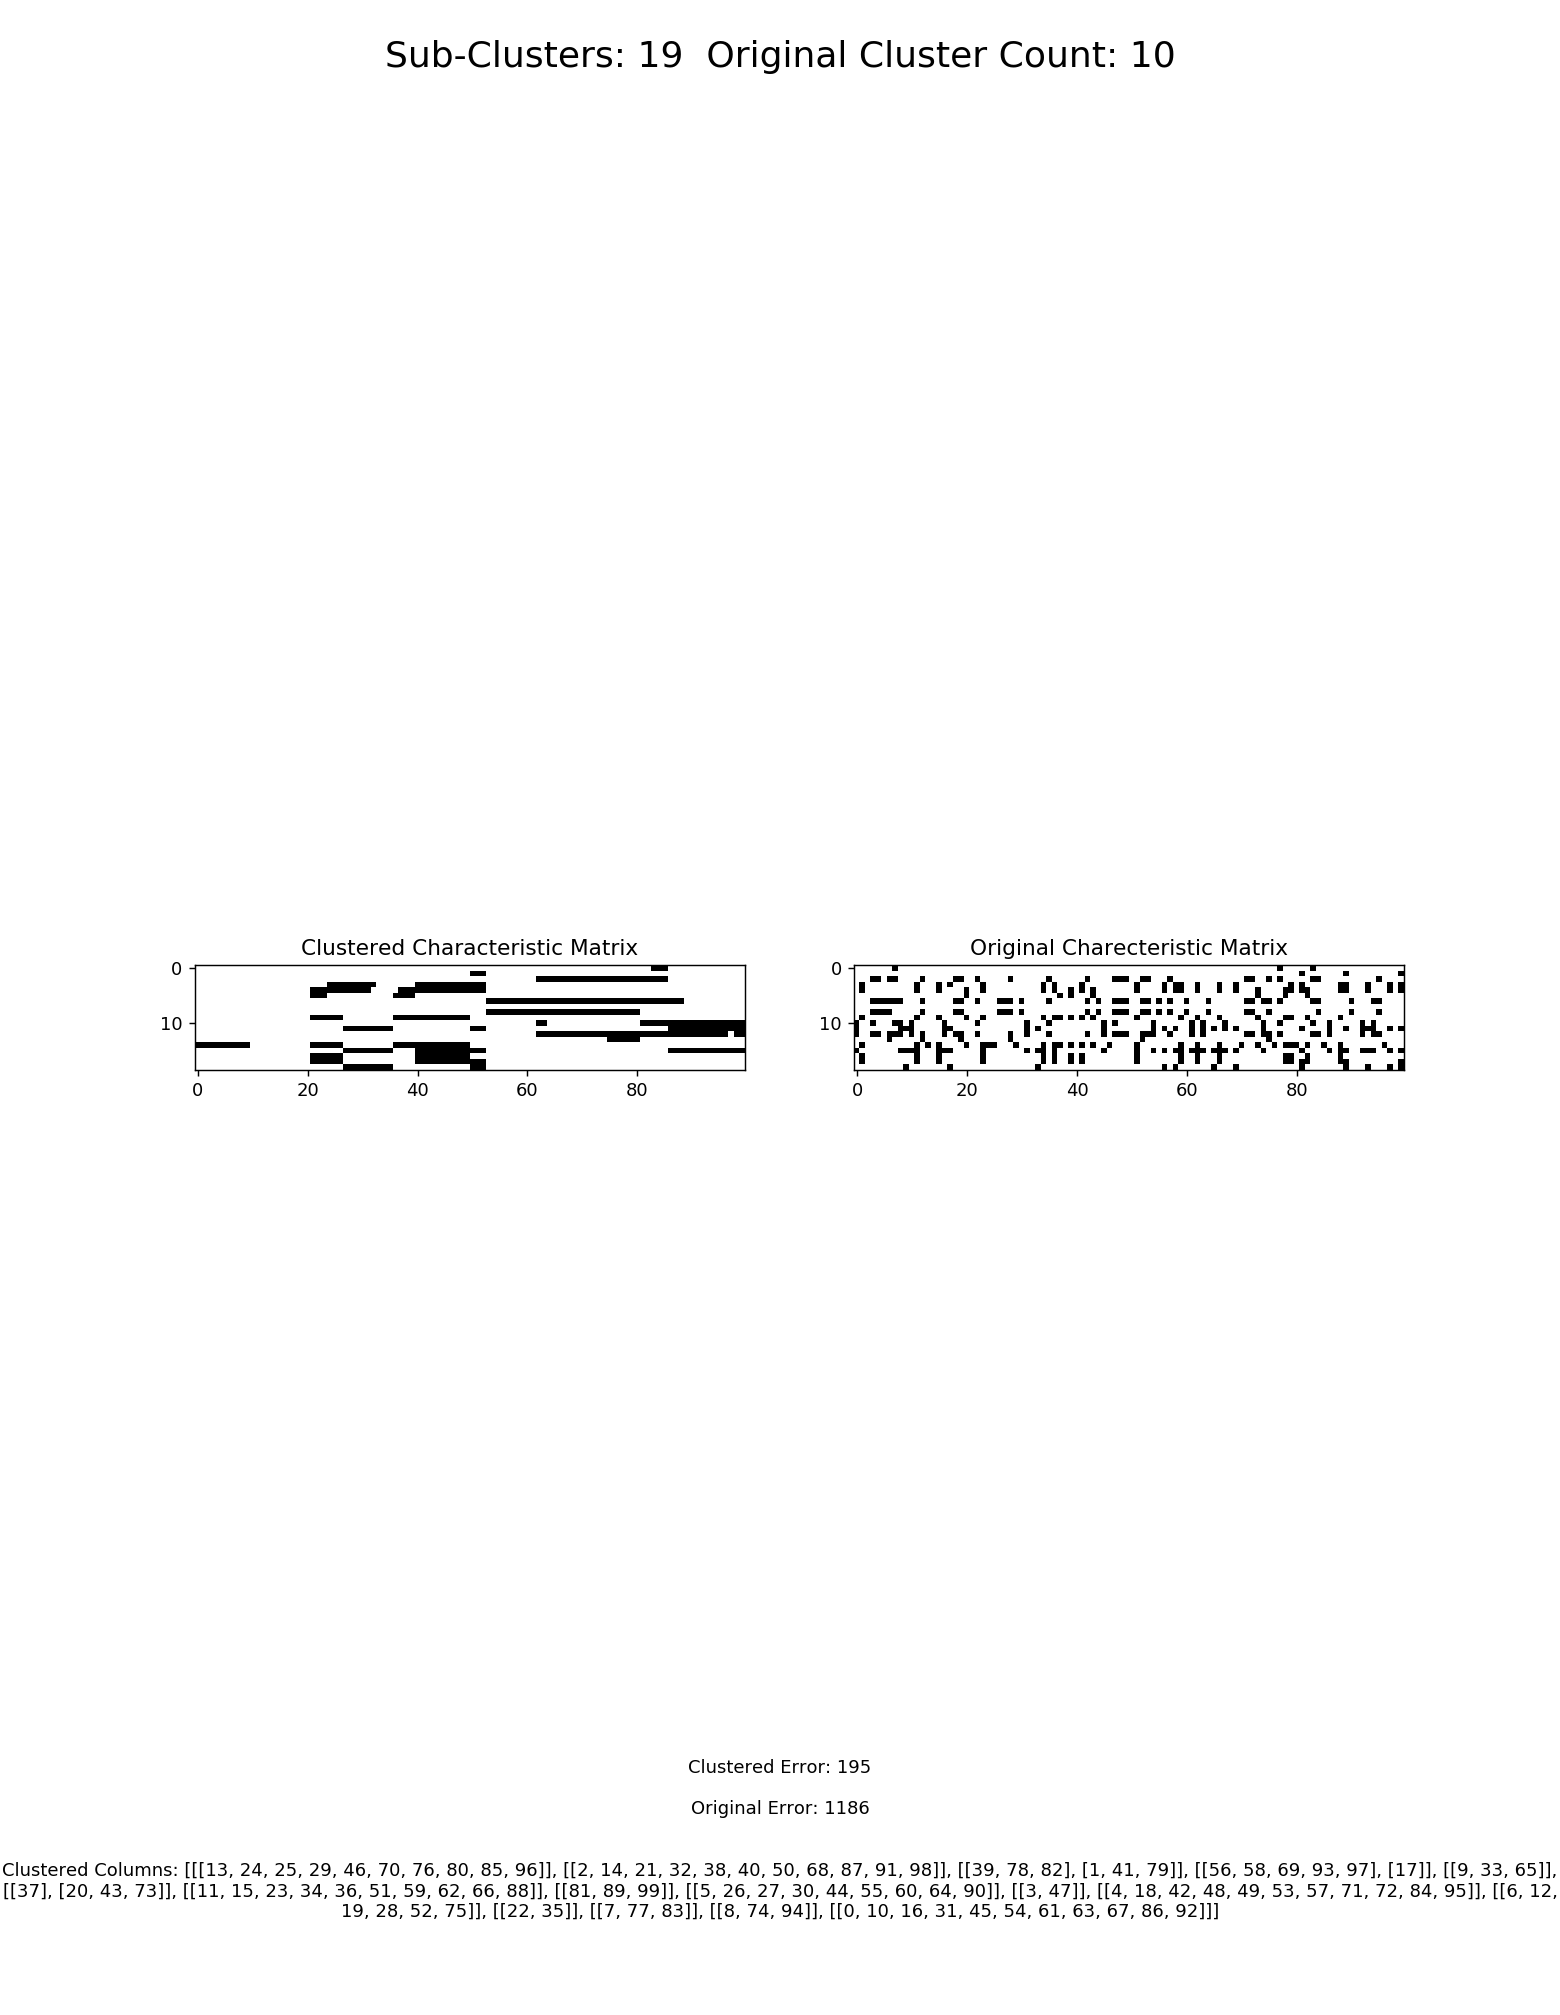 Sub-Clusters: 19  Original Cluster Count: 10
Clustered Characteristic Matrix
0
10
0 20 40 60 80
Original Charecteristic Matrix
0
10
0 20 40 60 80
Clustered Error: 195
Original Error: 1186
Clustered Columns: [[[13, 24, 25, 29, 46, 70, 76, 80, 85, 96]], [[2, 14, 21, 32, 38, 40, 50, 68, 87, 91, 98]], [[39, 78, 82], [1, 41, 79]], [[56, 58, 69, 93, 97], [17]], [[9, 33, 65]],
[[37], [20, 43, 73]], [[11, 15, 23, 34, 36, 51, 59, 62, 66, 88]], [[81, 89, 99]], [[5, 26, 27, 30, 44, 55, 60, 64, 90]], [[3, 47]], [[4, 18, 42, 48, 49, 53, 57, 71, 72, 84, 95]], [[6, 12,
19, 28, 52, 75]], [[22, 35]], [[7, 77, 83]], [[8, 74, 94]], [[0, 10, 16, 31, 45, 54, 61, 63, 67, 86, 92]]]